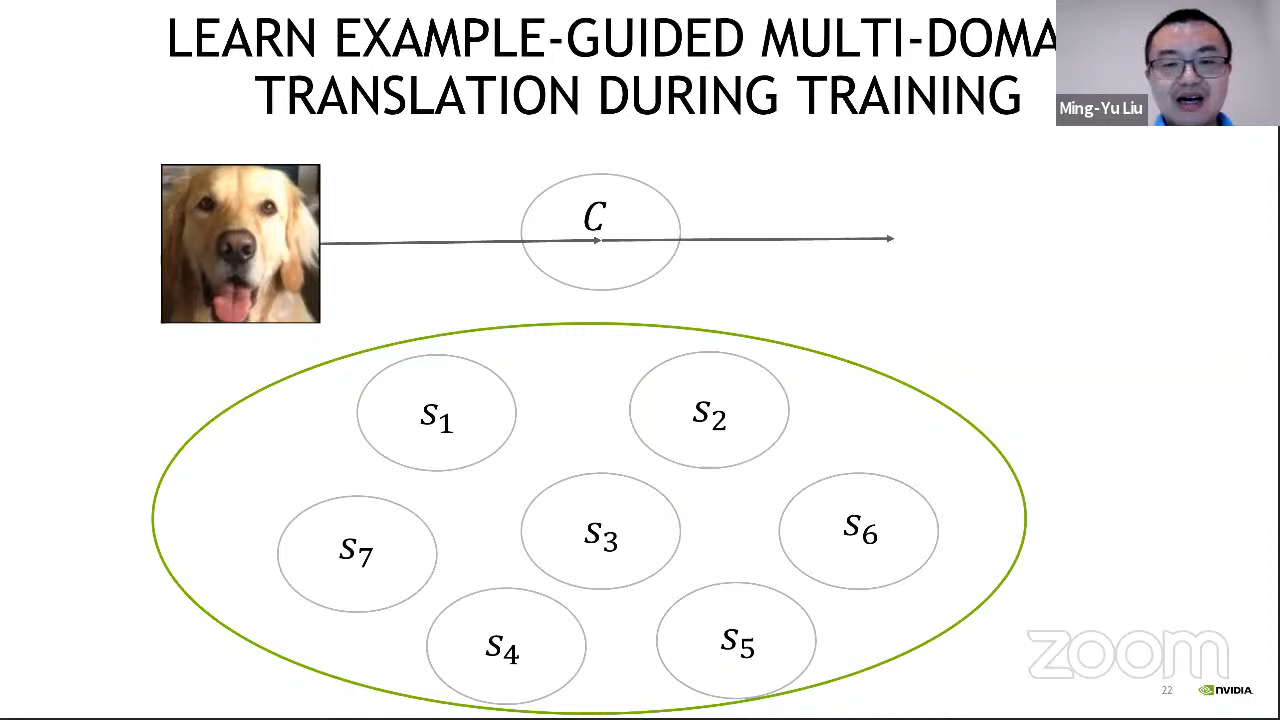 LEARN EXAMPLE-GUIDED MULTI-DOMA
TRANSLATION DURING TRAINING
Ming-Yu Liu
C
S1
S2
S7
S3
S6
S4
S5
zoom
22
NVIDIA